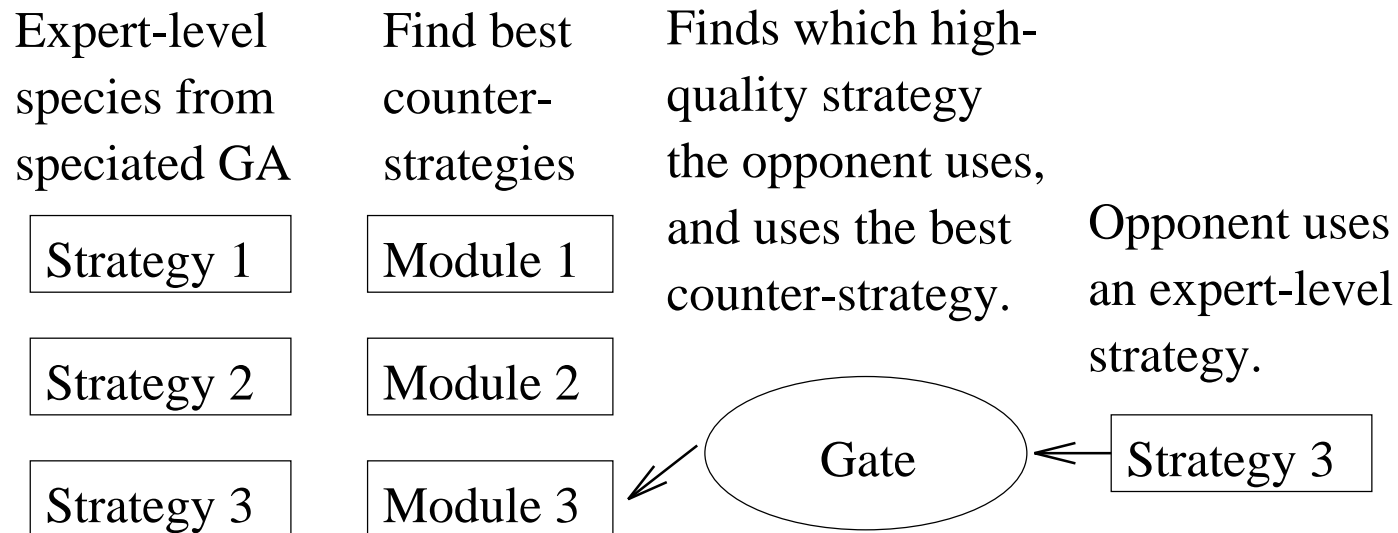 Expert-level
species from
speciated GA
Find best
counter-
strategies
Finds which high-
quality strategy
the opponent uses,
and uses the best
counter-strategy.
Opponent uses
an expert-level
strategy.
Strategy 1
Module 1
Strategy 2
Module 2
Strategy 3
Module 3
Gate
Strategy 3